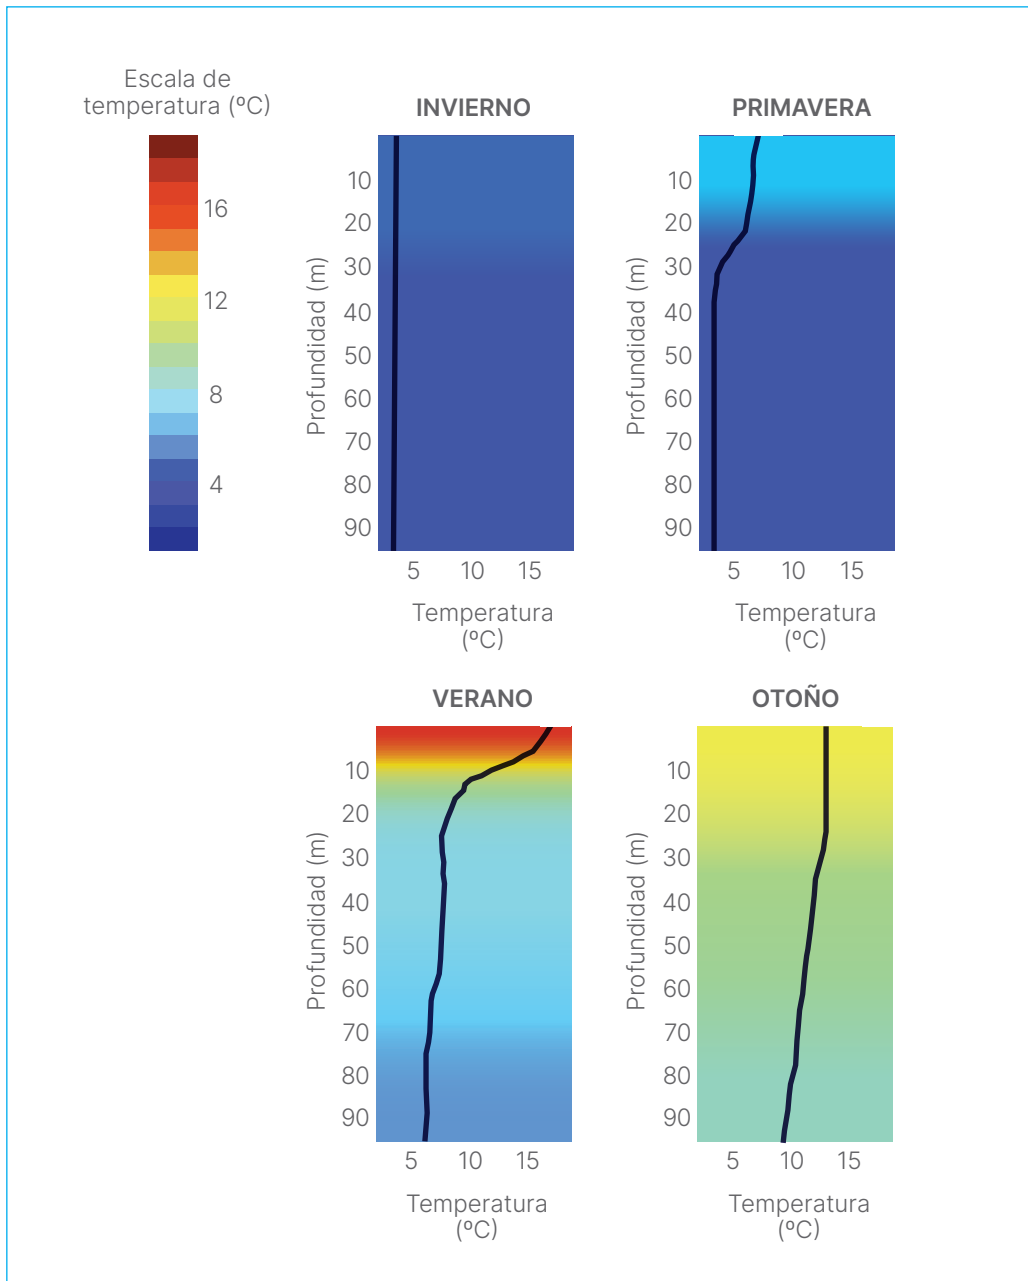 Escala de
temperatura (ºC)
16
12
8
4
INVIERNO
Profundidad (m)
10
20
30
40
50
60
70
80
90
5 10 15
Temperatura
(ºC)
PRIMAVERA
Profundidad (m)
10
20
30
40
50
60
70
80
90
5 10 15
Temperatura
(ºC)
VERANO
Profundidad (m)
10
20
30
40
50
60
70
80
90
5 10 15
Temperatura
(ºC)
OTOÑO
Profundidad (m)
10
20
30
40
50
60
70
80
90
5 10 15
Temperatura
(ºC)